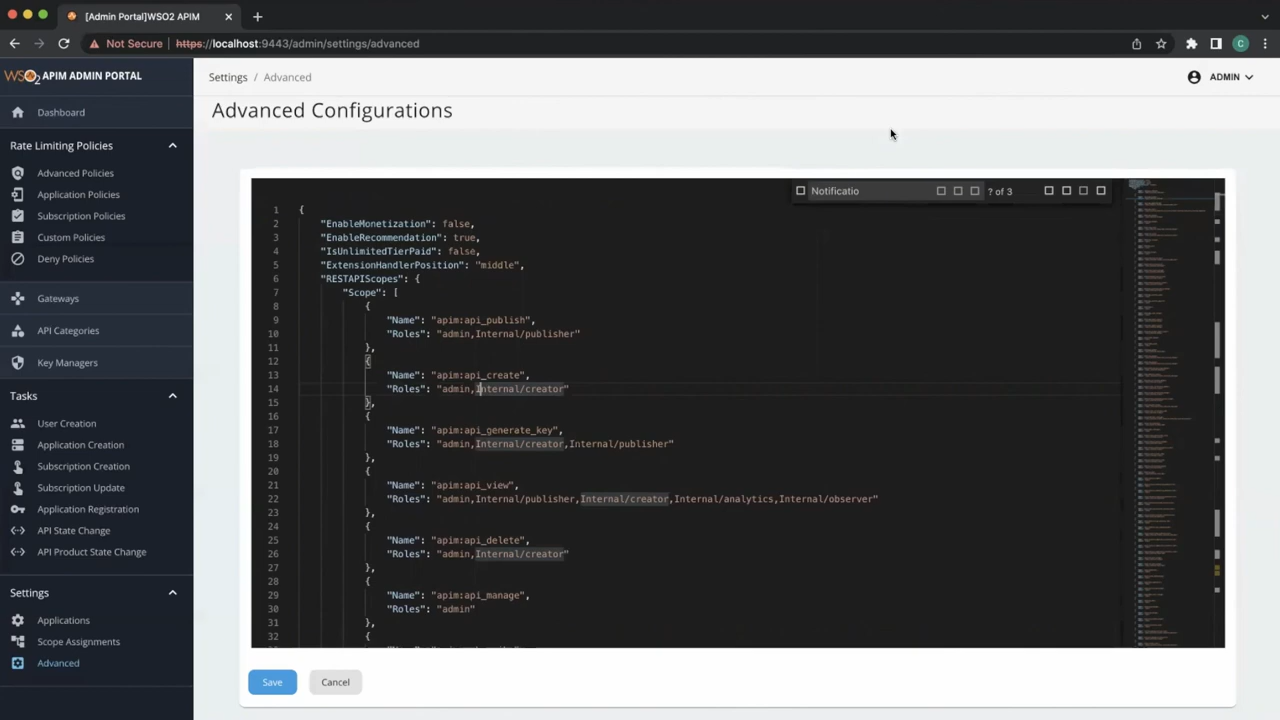 [Admin Portal]WSO2 APIM
Not Secure
https://localhost:9443/admin/settings/advanced
C
WSO2 APIM ADMIN PORTAL
Settings / Advanced
ADMIN
Advanced Configurations
Dashboard
Rate Limiting Policies
Advanced Policies
Application Policies
Subscription Policies
Custom Policies
Deny Policies
Gateways
API Categories
Key Managers
Tasks
User Creation
Application Creation
Subscription Creation
Subscription Update
Application Registration
API State Change
API Product State Change
Settings
Applications
Scope Assignments
Advanced
Notificatio
? of 3
1 {
2 "EnableMonetization": false,
3 "EnableRecommendation": true,
4 "IsUnlimitedTierPaid": false,
5 "ExtensionHandlerPosition": "middle",
6 "RESTAPIScopes": {
7 "Scope": [
8 {
9 "Name": "apim:api_publish",
10 "Roles": "admin,Internal/publisher"
11 },
12 {
13 "Name": "apim:api_create",
14 "Roles": "admin,Internal/creator"
15 },
16 {
17 "Name": "apim:api_generate_key",
18 "Roles": "admin,Internal/creator,Internal/publisher"
19 },
20 {
21 "Name": "apim:api_view",
22 "Roles": "admin,Internal/publisher,Internal/creator,Internal/analytics,Internal/observer"
23 },
24 {
25 "Name": "apim:api_delete",
26 "Roles": "admin,Internal/creator"
27 },
28 {
29 "Name": "apim:api_manage",
30 "Roles": "admin"
31 },
32 {
Save
Cancel